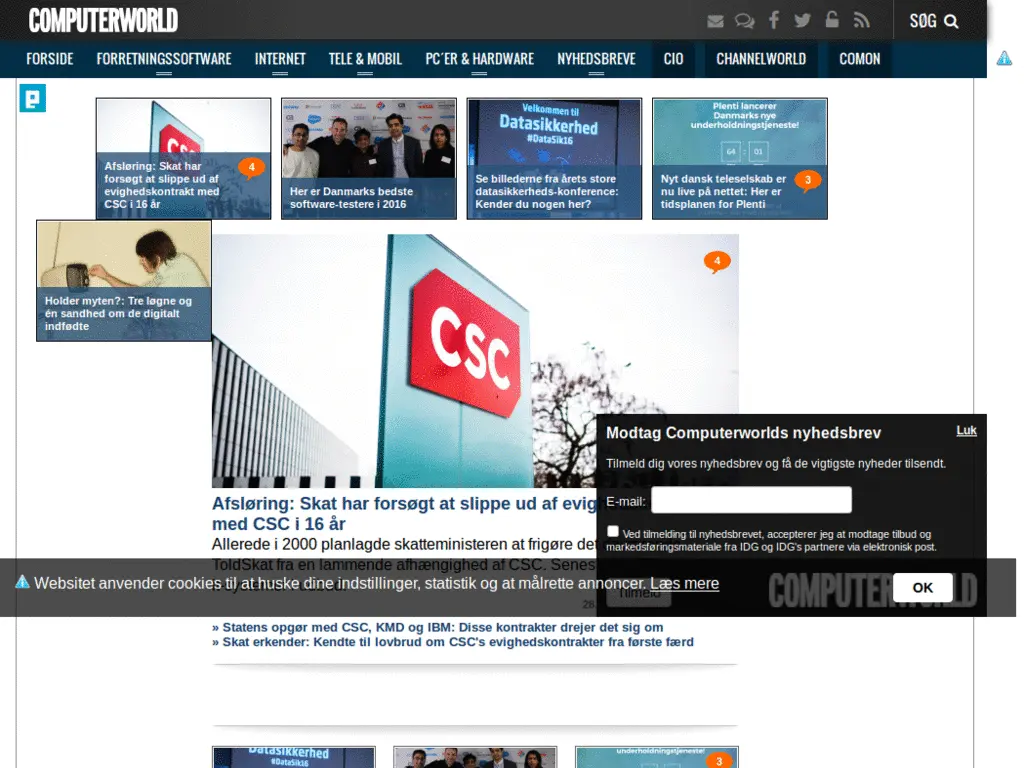 COMPUTERWORLD
SØG
FORSIDE FORRETNINGSSOFTWARE INTERNET TELE & MOBIL PC´ER & HARDWARE NYHEDSBREVE CIO CHANNELWORLD COMON
CSC
Afsløring: Skat har
forsøgt at slippe ud af
evighedskontrakt med
CSC i 16 år
4
Her er Danmarks bedste
software-testere i 2016
Velkommen til
Datasikkerhed
#DataSik16
Se billederne fra årets store
datasikkerheds-konference:
Kender du nogen her?
Plenti lancerer
Danmarks nye
underholdningstjeneste!
64 : 01
Nyt dansk teleselskab er
nu live på nettet: Her er
tidsplanen for Plenti
3
Holder myten?: Tre løgne og
én sandhed om de digitalt
indfødte
4
CSC
Afsløring: Skat har forsøgt at slippe ud af
med CSC i 16 år
Allerede i 2000 planlagde skatteministeren at frigøre
ToldSkat fra en lammende afhængighed af CSC.
Modtag Computerworlds nyhedsbrev
Luk
Tilmeld dig vores nyhedsbrev og få de vigtigste nyheder tilsendt.
E-mail:
Ved tilmelding til nyhedsbrevet, accepterer jeg at modtage tilbud og
markedsføringsmateriale fra IDG og IDG's partnere via elektronisk post.
Tilmeld
COMPUTERWORLD
Websitet anvender cookies til at huske dine indstillinger, statistik og at målrette annoncer. Læs mere
OK
» Statens opgør med CSC, KMD og IBM: Disse kontrakter drejer det sig om
» Skat erkender: Kendte til lovbrud om CSC's evighedskontrakter fra første færd
Datasikkerhed
#DataSik16
underholdningstjeneste!
3